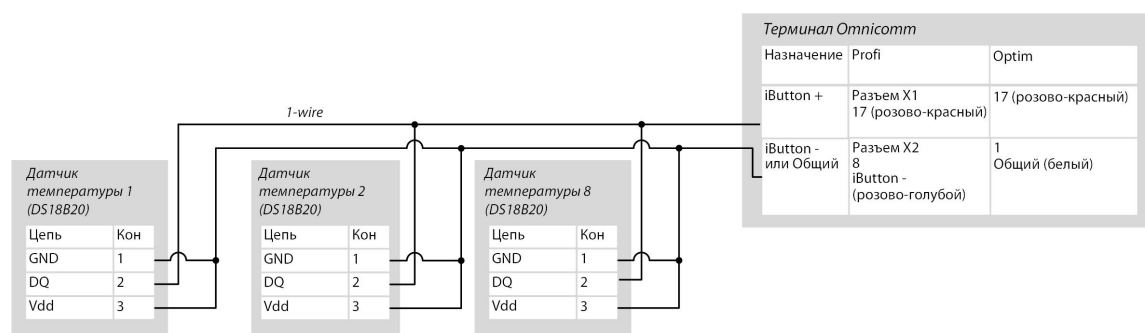 Терминал Omnicomm
Назначение Profi Optim
iButton + Разъем X1 17 (розово-красный)
17 (розово-красный)
iButton - Разъем X2 1
или Общий 8 Общий (белый)
iButton -
(розово-голубой)
1-wire
Датчик
температуры 1
(DS18B20)
Цепь Кон
GND 1
DQ 2
Vdd 3
Датчик
температуры 2
(DS18B20)
Цепь Кон
GND 1
DQ 2
Vdd 3
Датчик
температуры 8
(DS18B20)
Цепь Кон
GND 1
DQ 2
Vdd 3